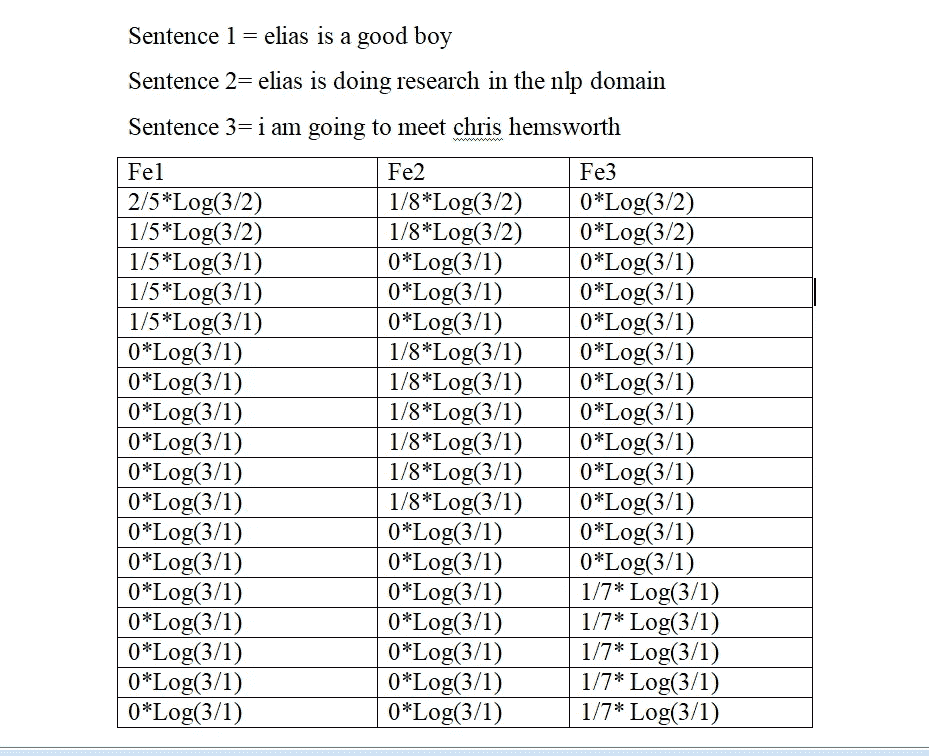 Sentence 1 = elias is a good boy
Sentence 2= elias is doing research in the nlp domain
Sentence 3= i am going to meet chris hemsworth
Fe1 Fe2 Fe3
2/5*Log(3/2) 1/8*Log(3/2) 0*Log(3/2)
1/5*Log(3/2) 1/8*Log(3/2) 0*Log(3/2)
1/5*Log(3/1) 0*Log(3/1) 0*Log(3/1)
1/5*Log(3/1) 0*Log(3/1) 0*Log(3/1)
1/5*Log(3/1) 0*Log(3/1) 0*Log(3/1)
0*Log(3/1) 1/8*Log(3/1) 0*Log(3/1)
0*Log(3/1) 1/8*Log(3/1) 0*Log(3/1)
0*Log(3/1) 1/8*Log(3/1) 0*Log(3/1)
0*Log(3/1) 1/8*Log(3/1) 0*Log(3/1)
0*Log(3/1) 1/8*Log(3/1) 0*Log(3/1)
0*Log(3/1) 1/8*Log(3/1) 0*Log(3/1)
0*Log(3/1) 0*Log(3/1) 0*Log(3/1)
0*Log(3/1) 0*Log(3/1) 0*Log(3/1)
0*Log(3/1) 0*Log(3/1) 1/7* Log(3/1)
0*Log(3/1) 0*Log(3/1) 1/7* Log(3/1)
0*Log(3/1) 0*Log(3/1) 1/7* Log(3/1)
0*Log(3/1) 0*Log(3/1) 1/7* Log(3/1)
0*Log(3/1) 0*Log(3/1) 1/7* Log(3/1)